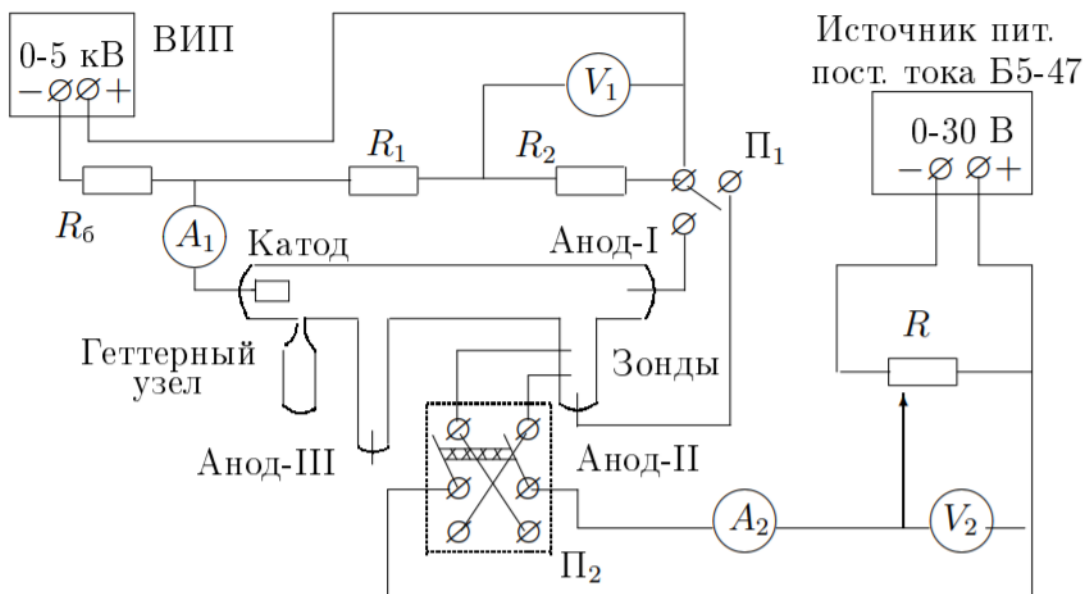 ВИП
0-5 кВ
− +
Источник пит.
пост. тока Б5-47
0-30 В
− +
V₁
R₁
R₂
П₁
R_б
A₁
Катод
Анод-I
R
Геттерный
узел
Зонды
Анод-III
Анод-II
A₂
V₂
П₂